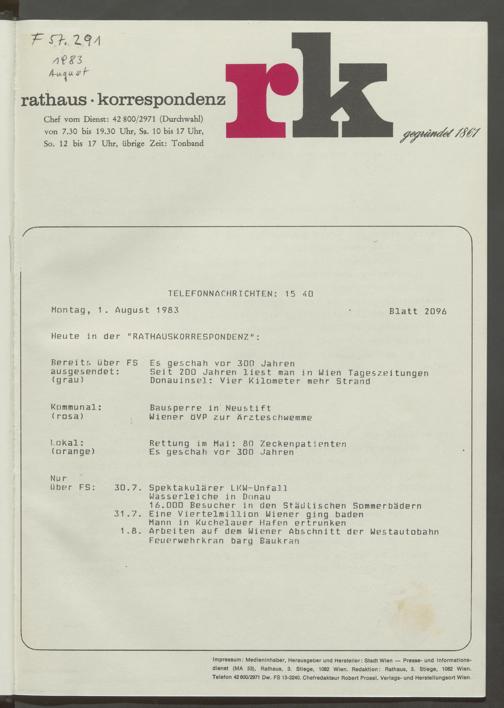 F 57.291
1983
August
rk
rathaus · korrespondenz
gegründet 1861
Chef vom Dienst: 42 800/2971 (Durchwahl)
von 7.30 bis 19.30 Uhr, Sa. 10 bis 17 Uhr,
So. 12 bis 17 Uhr, übrige Zeit: Tonband
TELEFONNACHRICHTEN: 15 40
Montag, 1. August 1983 Blatt 2096
Heute in der "RATHAUSKORRESPONDENZ":
Bereits über FS Es geschah vor 300 Jahren
ausgesendet: Seit 200 Jahren liest man in Wien Tageszeitungen
(grau) Donauinsel: Vier Kilometer mehr Strand
Kommunal: Bausperre in Neustift
(rosa) Wiener ÖVP zur Ärzteschwemme
Lokal: Rettung im Mai: 80 Zeckenpatienten
(orange) Es geschah vor 300 Jahren
Nur
über FS: 30.7. Spektakulärer LKW-Unfall
Wasserleiche in Donau
16.000 Besucher in den Städtischen Sommerbädern
31.7. Eine Viertelmillion Wiener ging baden
Mann in Kuchelauer Hafen ertrunken
1.8. Arbeiten auf dem Wiener Abschnitt der Westautobahn
Feuerwehrkran barg Baukran
Impressum: Medieninhaber, Herausgeber und Hersteller: Stadt Wien — Presse- und Informations-
dienst (MA 53), Rathaus, 3. Stiege, 1082 Wien. Redaktion: Rathaus, 3. Stiege, 1082 Wien.
Telefon 42 800/2971 Dw. FS 13-3240. Chefredakteur Robert Prosel. Verlags- und Herstellungsort Wien.